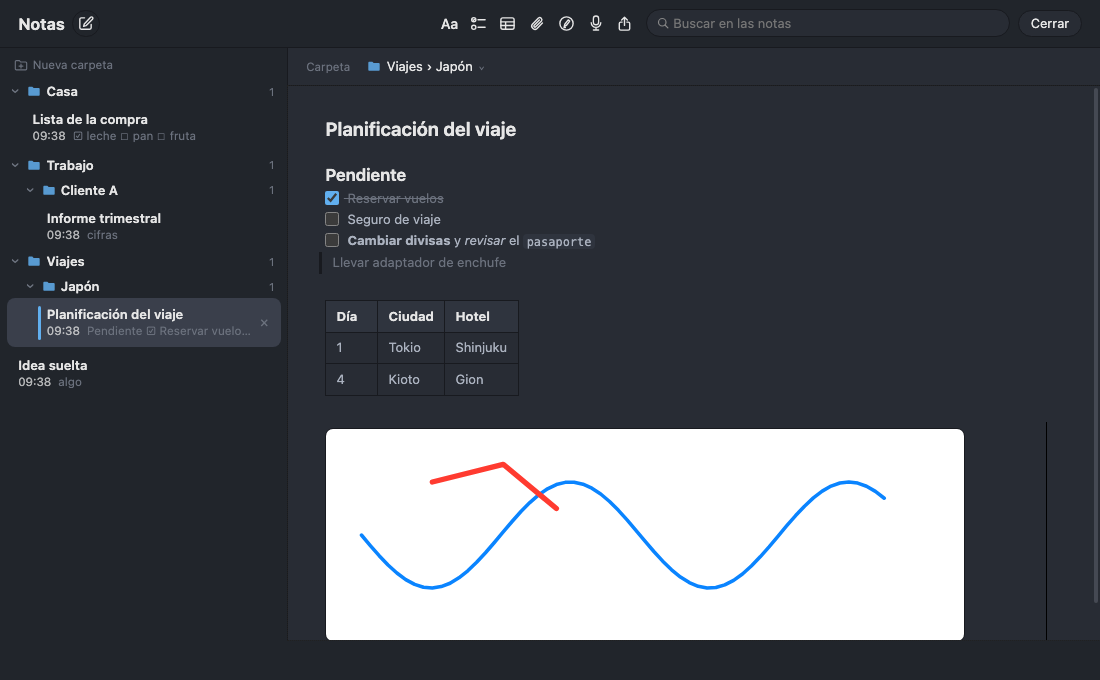 Notas
Aa
Buscar en las notas
Cerrar
Nueva carpeta
Casa 1
Lista de la compra
09:38 ☑ leche ☐ pan ☐ fruta
Trabajo 1
Cliente A 1
Informe trimestral
09:38 cifras
Viajes 1
Japón 1
Planificación del viaje
09:38 Pendiente ☑ Reservar vuelo...
Idea suelta
09:38 algo
Carpeta Viajes › Japón
Planificación del viaje
Pendiente
Reservar vuelos
Seguro de viaje
Cambiar divisas y revisar el pasaporte
Llevar adaptador de enchufe
Día Ciudad Hotel
1 Tokio Shinjuku
4 Kioto Gion